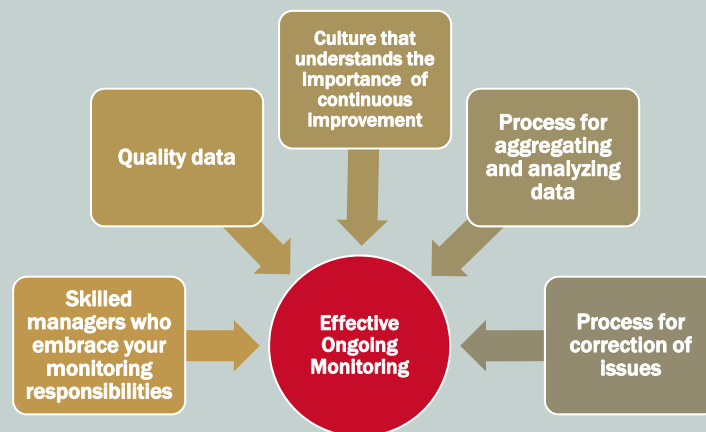 Culture that
understands the
importance of
continuous
improvement
Quality data
Process for
aggregating
and analyzing
data
Skilled
managers who
embrace your
monitoring
responsibilities
Effective
Ongoing
Monitoring
Process for
correction of
issues